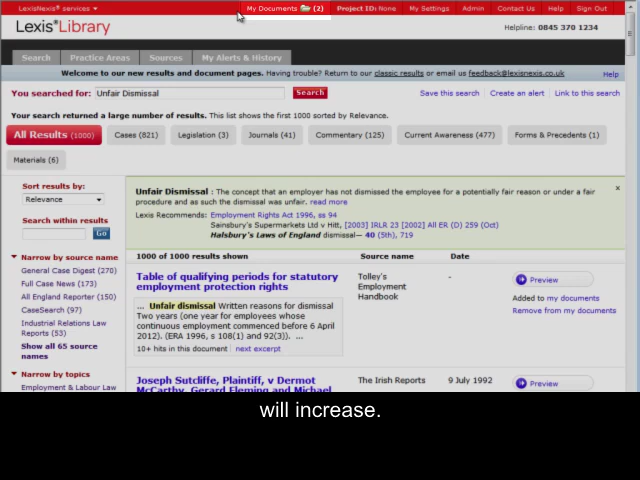 LexisNexis® services
My Documents (2)
Project ID: None
My Settings
Admin
Contact Us
Help
Sign Out
Lexis®Library
Helpline: 0845 370 1234
Search
Practice Areas
Sources
My Alerts & History
Welcome to our new results and document pages. Having trouble? Return to our classic results or email us feedback@lexisnexis.co.uk
Help
You searched for: Unfair Dismissal
Search
Save this search
Create an alert
Link to this search
Your search returned a large number of results. This list shows the first 1000 sorted by Relevance.
All Results (1000)
Cases (821)
Legislation (3)
Journals (41)
Commentary (125)
Current Awareness (477)
Forms & Precedents (1)
Materials (6)
Sort results by:
Relevance
Search within results
Go
Narrow by source name
General Case Digest (270)
Full Case News (173)
All England Reporter (150)
CaseSearch (97)
Industrial Relations Law
Reports (53)
Show all 65 source
names
Narrow by topics
Employment & Labour Law
Unfair Dismissal : The concept that an employer has not dismissed the employee for a potentially fair reason or under a fair
procedure and as such the dismissal was unfair. read more
x
Lexis Recommends: Employment Rights Act 1996, ss 94
Sainsbury's Supermarkets Ltd v Hitt, [2003] IRLR 23 [2002] All ER (D) 259 (Oct)
Halsbury's Laws of England dismissal— 40 (5th), 719
1000 of 1000 results shown
Source name
Date
Table of qualifying periods for statutory
employment protection rights
Tolley's
Employment
Handbook
-
Preview
Added to my documents
Remove from my documents
... Unfair dismissal Written reasons for dismissal
Two years (one year for employees whose
continuous employment commenced before 6 April
2012). (ERA 1996, s 108(1) and 92(3)). ...
10+ hits in this document
next excerpt
Joseph Sutcliffe, Plaintiff, v Dermot
McCarthy, Gerard Fleming and Michael
The Irish Reports
9 July 1992
Preview
will increase.